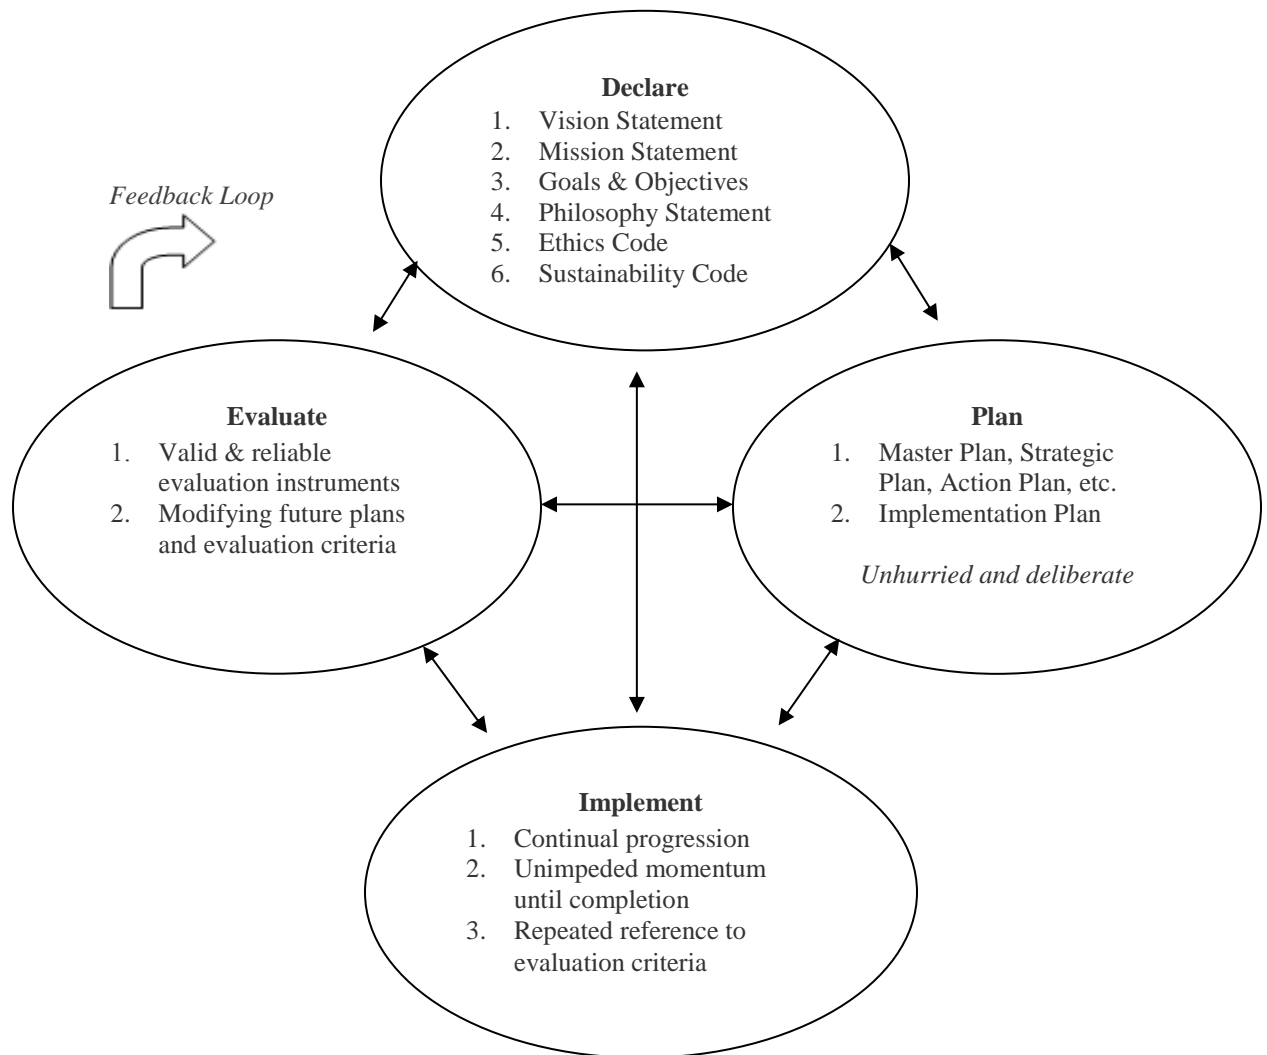 Declare
1. Vision Statement
2. Mission Statement
3. Goals & Objectives
4. Philosophy Statement
5. Ethics Code
6. Sustainability Code
Feedback Loop
Evaluate
1. Valid & reliable
evaluation instruments
2. Modifying future plans
and evaluation criteria
Plan
1. Master Plan, Strategic
Plan, Action Plan, etc.
2. Implementation Plan
Unhurried and deliberate
Implement
1. Continual progression
2. Unimpeded momentum
until completion
3. Repeated reference to
evaluation criteria